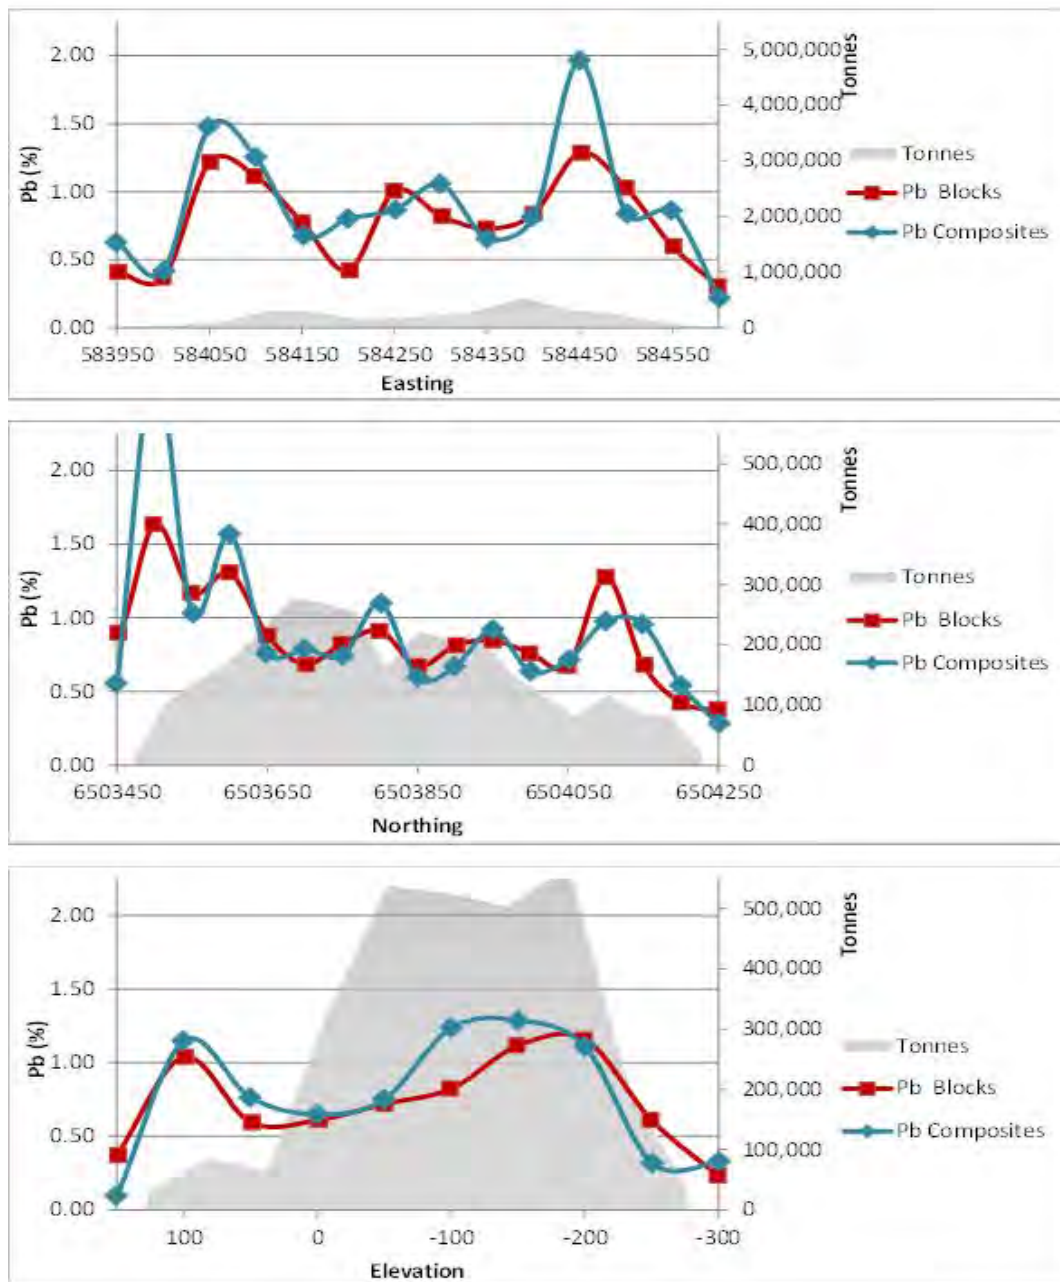 2.00
1.50
1.00
0.50
0.00
Pb (%)
5,000,000
4,000,000
3,000,000
2,000,000
1,000,000
0
Tonnes
583950 584050 584150 584250 584350 584450 584550
Easting
Tonnes
Pb Blocks
Pb Composites
2.00
1.50
1.00
0.50
0.00
Pb (%)
500,000
400,000
300,000
200,000
100,000
0
Tonnes
6503450 6503650 6503850 6504050 6504250
Northing
Tonnes
Pb Blocks
Pb Composites
2.00
1.50
1.00
0.50
0.00
Pb (%)
500,000
400,000
300,000
200,000
100,000
0
Tonnes
100 0 -100 -200 -300
Elevation
Tonnes
Pb Blocks
Pb Composites